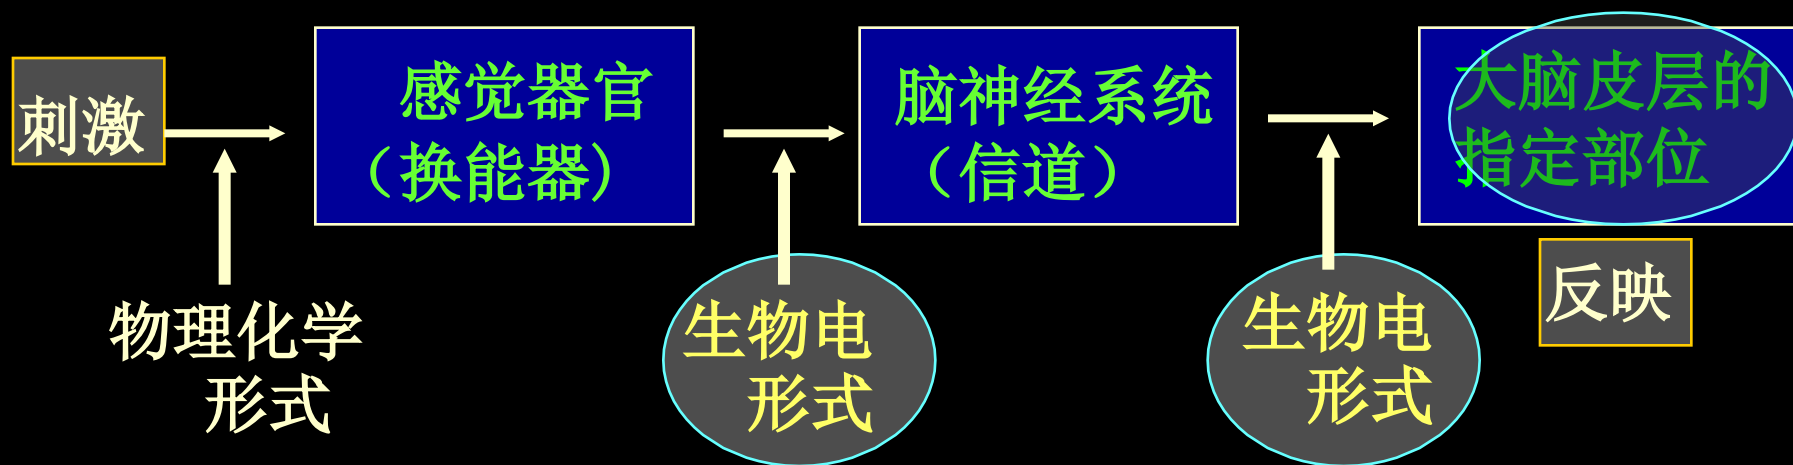 刺激
感觉器官
（换能器)
脑神经系统
（信道）
大脑皮层的
指定部位
反映
物理化学
形式
生物电
形式
生物电
形式